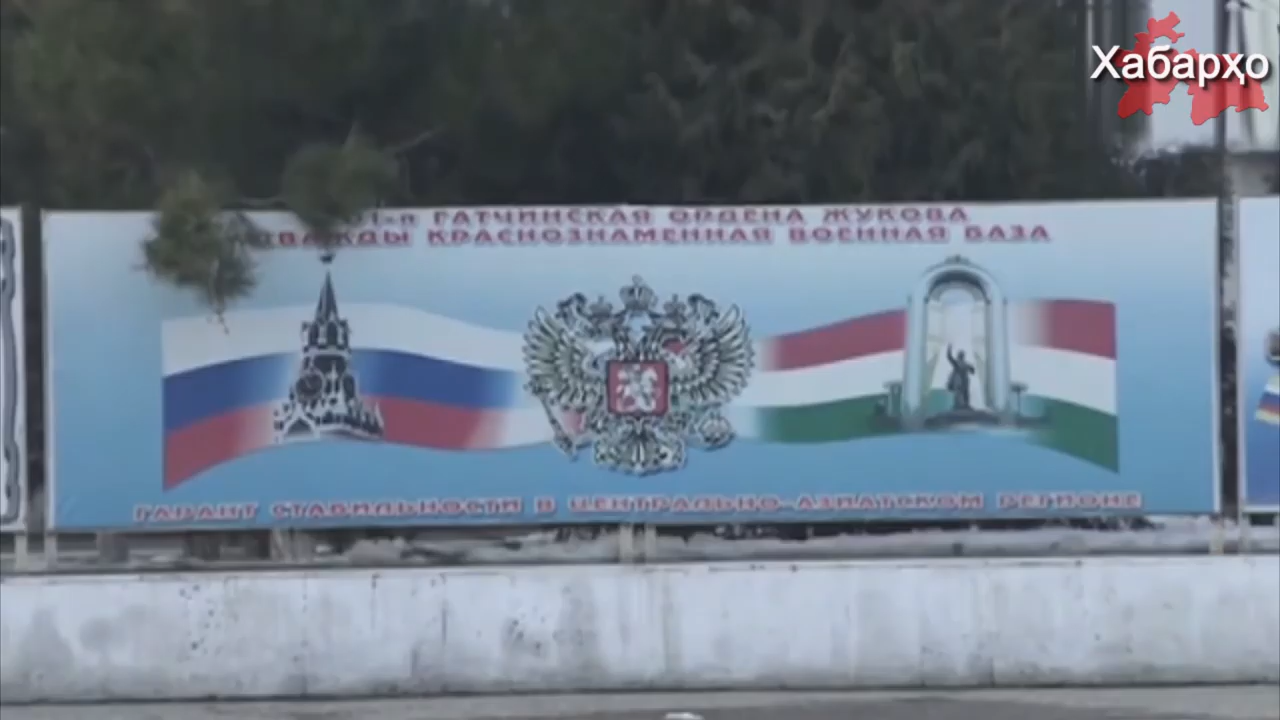 Хабарҳо
ГАТЧИНСКАЯ ОРДЕНА ЖУКОВА
КРАСНОЗНАМЕННАЯ ВОЕННАЯ БАЗА
ГАРАНТ СТАБИЛЬНОСТИ В ЦЕНТРАЛЬНО-АЗИАТСКОМ РЕГИОНЕ